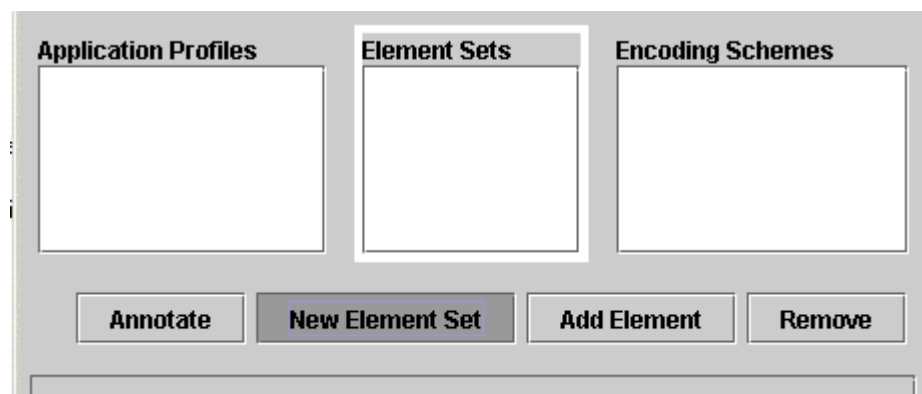 Application Profiles
Element Sets
Encoding Schemes
Annotate
New Element Set
Add Element
Remove